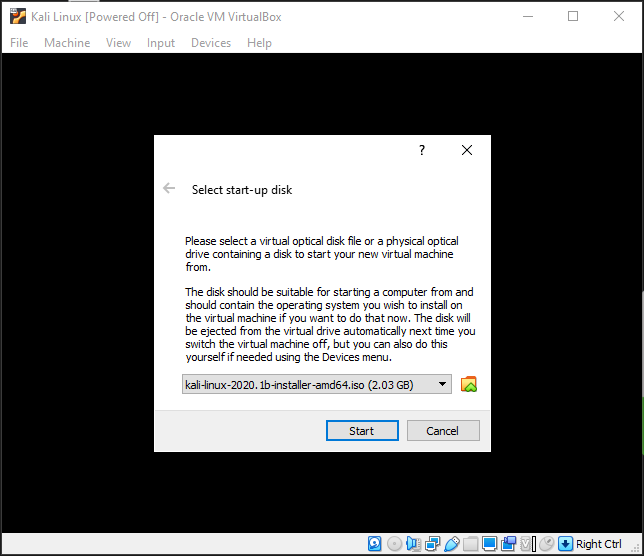 Kali Linux [Powered Off] - Oracle VM VirtualBox
File Machine View Input Devices Help
?
Select start-up disk
Please select a virtual optical disk file or a physical optical
drive containing a disk to start your new virtual machine
from.
The disk should be suitable for starting a computer from and
should contain the operating system you wish to install on
the virtual machine if you want to do that now. The disk will
be ejected from the virtual drive automatically next time you
switch the virtual machine off, but you can also do this
yourself if needed using the Devices menu.
kali-linux-2020.1b-installer-amd64.iso (2.03 GB)
Start Cancel
Right Ctrl